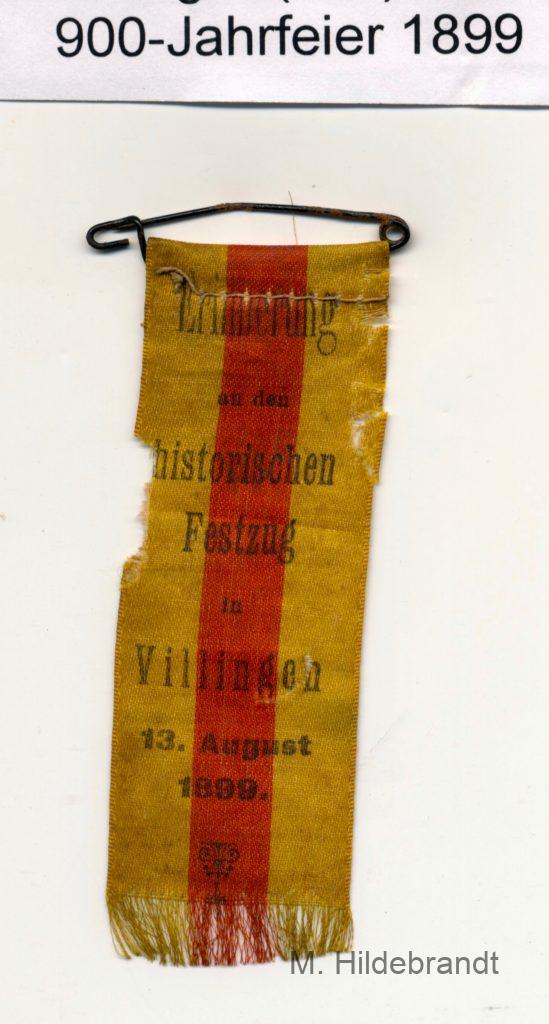 900-Jahrfeier 1899
Erinnerung
an den
historischen
Festzug
in
Villingen
13. August
1899.
M. Hildebrandt